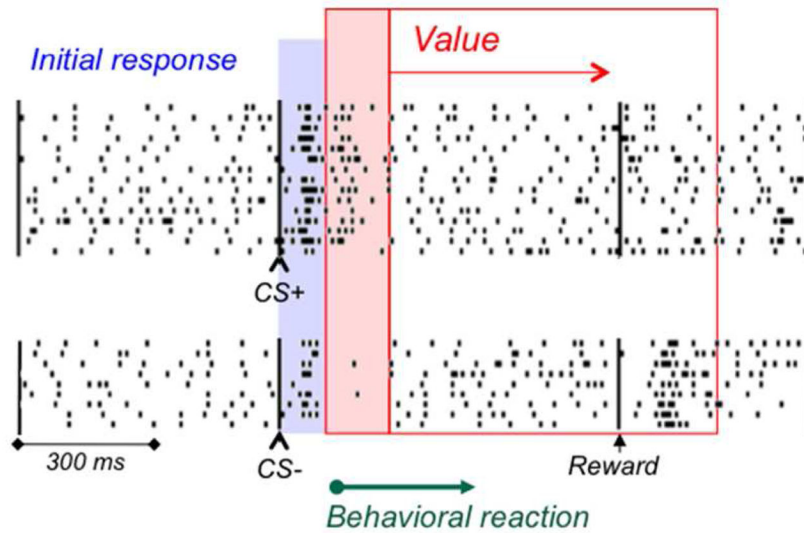 Value
Initial response
CS+
300 ms
CS-
Reward
Behavioral reaction